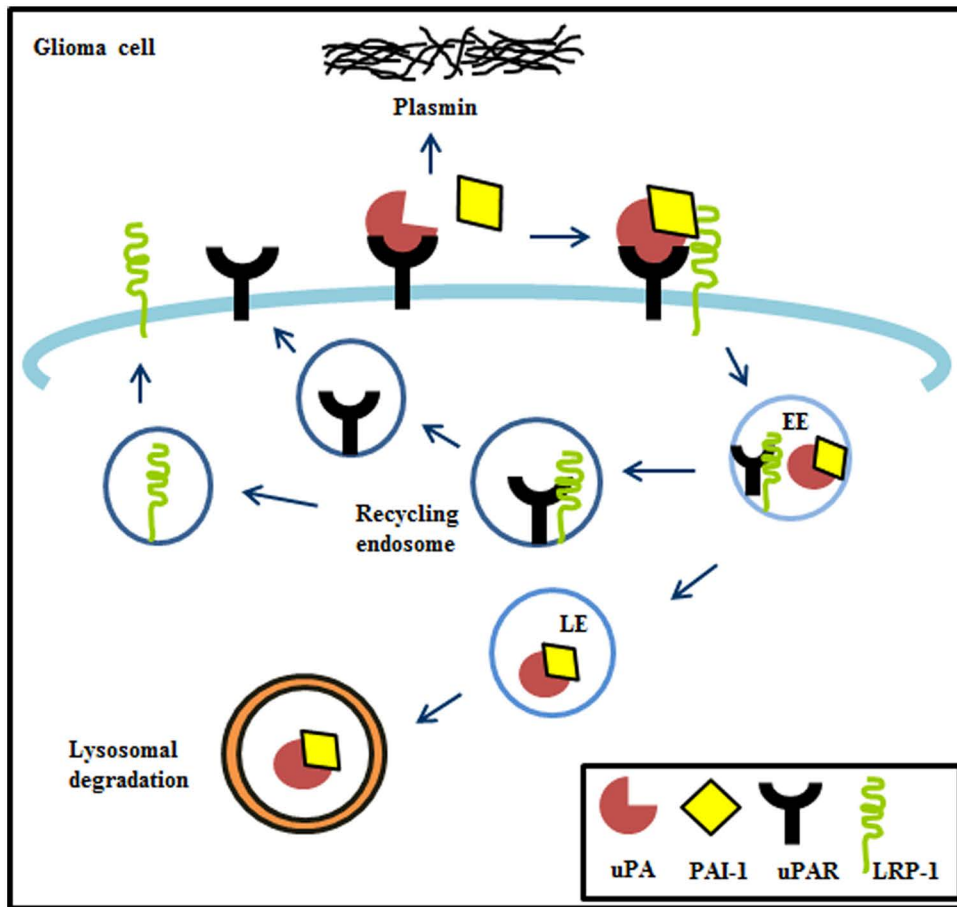 Glioma cell
Plasmin
EE
Recycling
endosome
LE
Lysosomal
degradation
uPA PAI-1 uPAR LRP-1